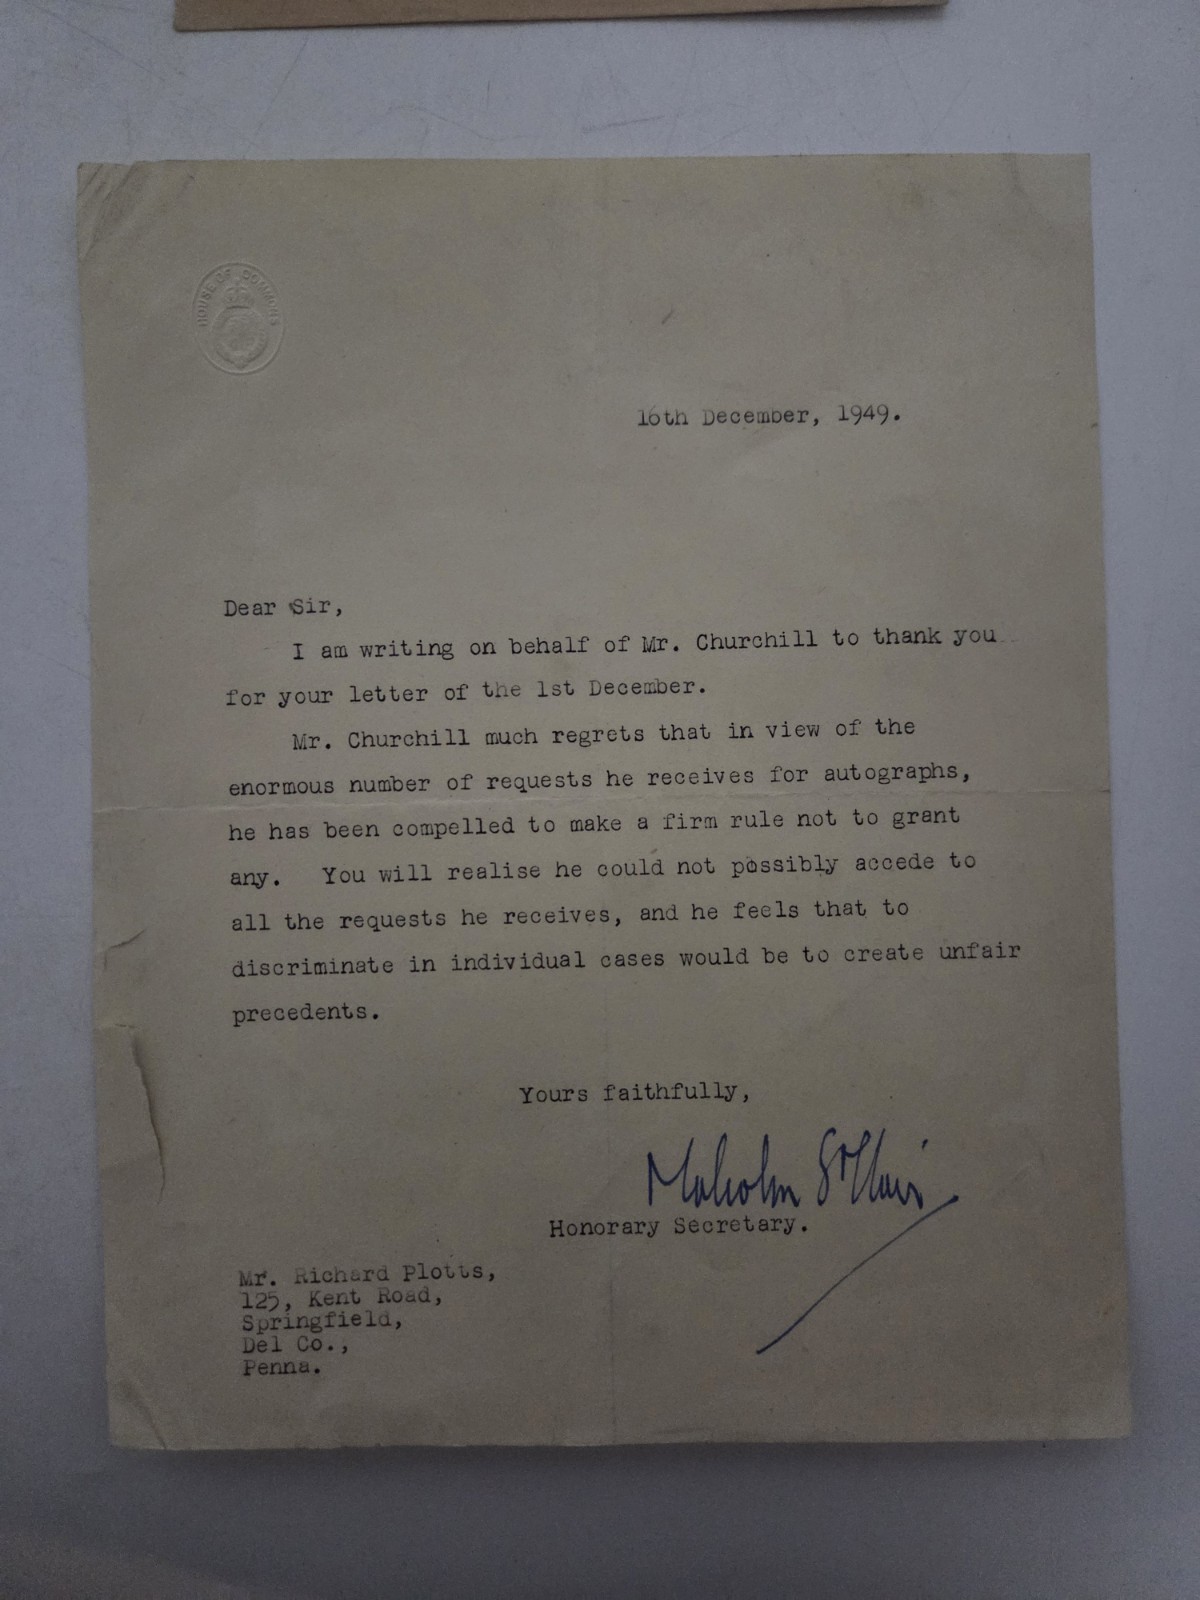 HOUSE OF COMMONS
16th December, 1949.
Dear Sir,
I am writing on behalf of Mr. Churchill to thank you
for your letter of the 1st December.
Mr. Churchill much regrets that in view of the
enormous number of requests he receives for autographs,
he has been compelled to make a firm rule not to grant
any. You will realise he could not possibly accede to
all the requests he receives, and he feels that to
discriminate in individual cases would be to create unfair
precedents.
Yours faithfully,
Malcolm St Clair
Honorary Secretary.
Mr. Richard Plotts,
125, Kent Road,
Springfield,
Del Co.,
Penna.